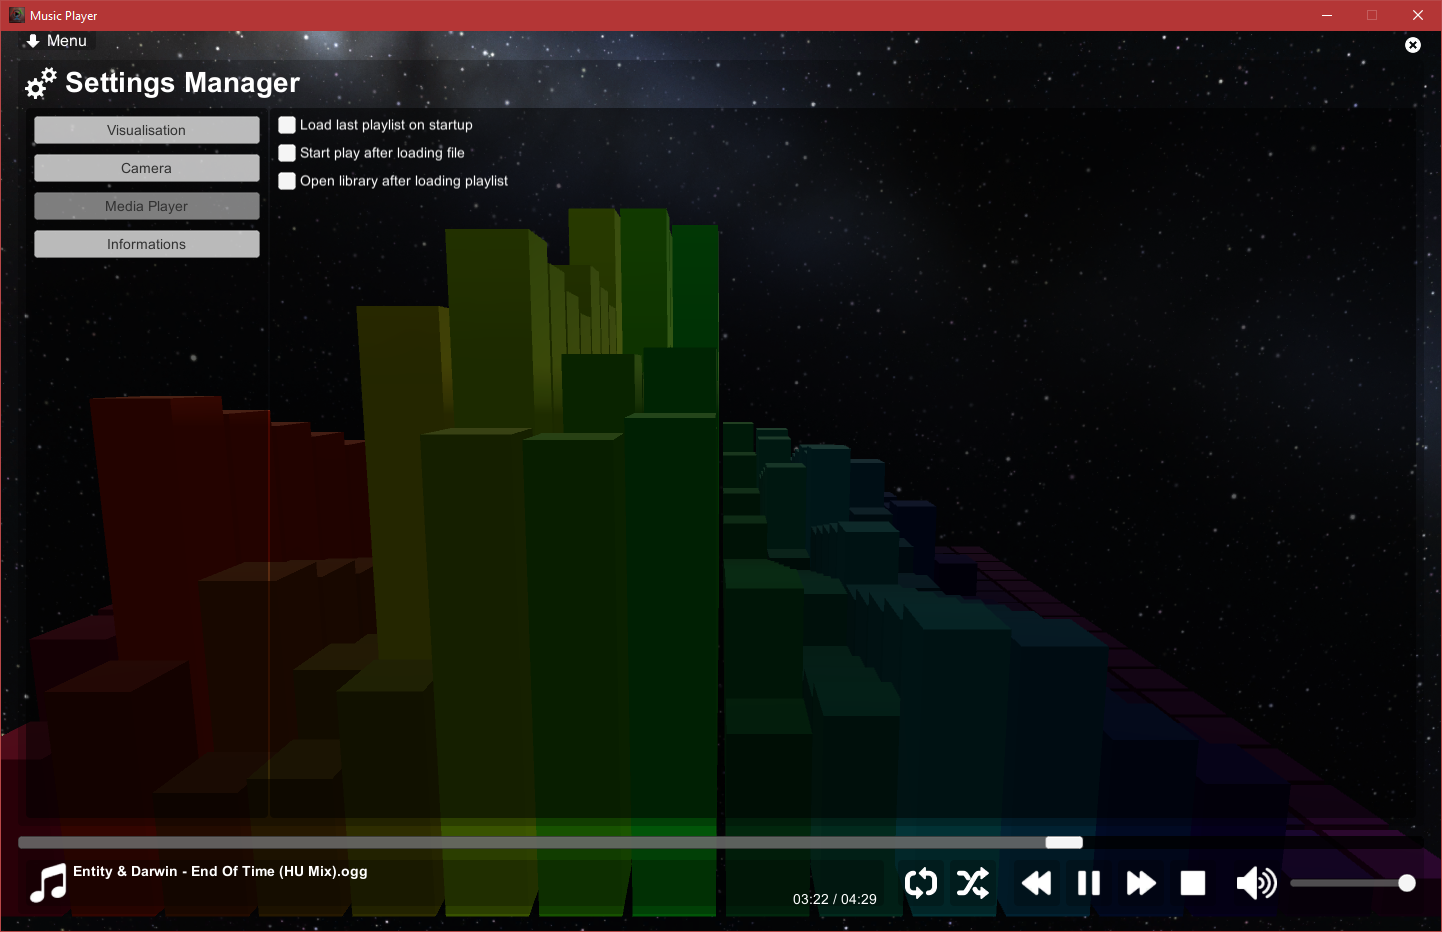 Music Player
Menu
Settings Manager
Visualisation
Load last playlist on startup
Start play after loading file
Camera
Open library after loading playlist
Media Player
Informations
Entity & Darwin - End Of Time (HU Mix).ogg
03:22 / 04:29